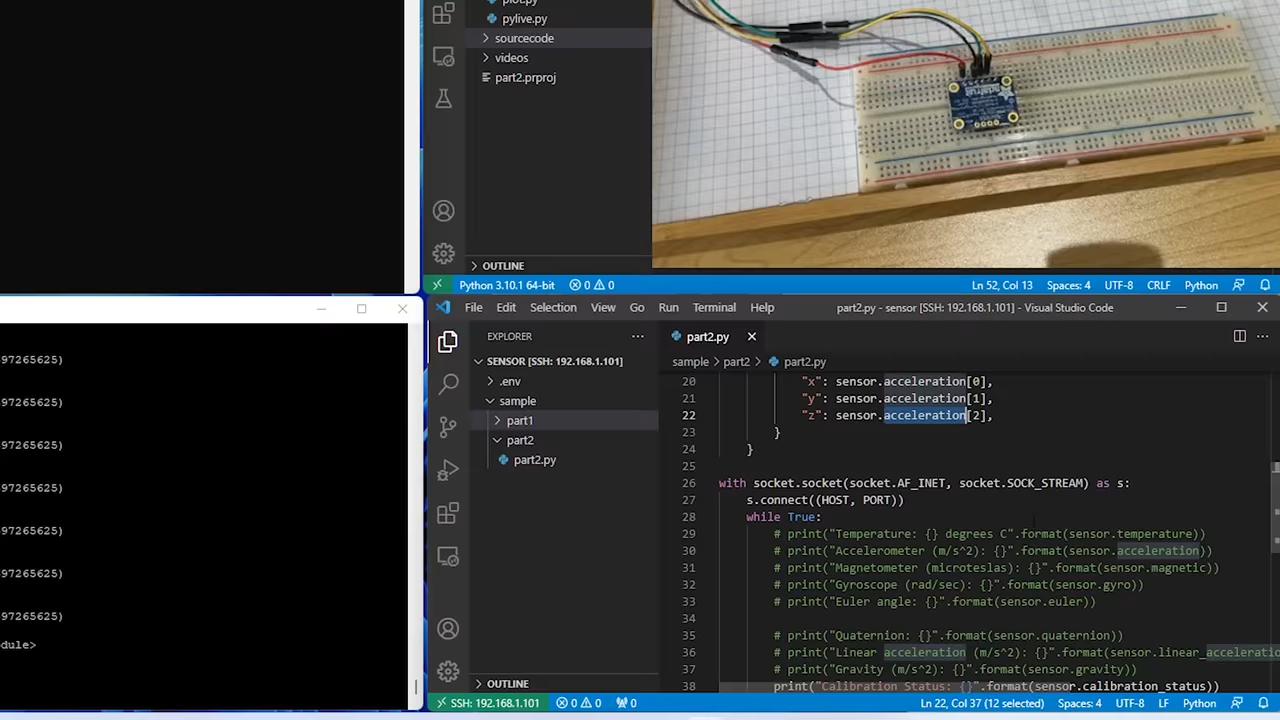 pylive.py
sourcecode
videos
part2.prproj
OUTLINE
Python 3.10.1 64-bit 0 0 Ln 52, Col 13 Spaces: 4 UTF-8 CRLF Python
97265625)
97265625)
97265625)
97265625)
97265625)
97265625)
97265625)
dule>
File Edit Selection View Go Run Terminal Help part2.py - sensor [SSH: 192.168.1.101] - Visual Studio Code
EXPLORER
SENSOR [SSH: 192.168.1.101]
.env
sample
part1
part2
part2.py
OUTLINE
part2.py
sample > part2 > part2.py
20 "x": sensor.acceleration[0],
21 "y": sensor.acceleration[1],
22 "z": sensor.acceleration[2],
23 }
24 }
25
26 with socket.socket(socket.AF_INET, socket.SOCK_STREAM) as s:
27 s.connect((HOST, PORT))
28 while True:
29 # print("Temperature: {} degrees C".format(sensor.temperature))
30 # print("Accelerometer (m/s^2): {}".format(sensor.acceleration))
31 # print("Magnetometer (microteslas): {}".format(sensor.magnetic))
32 # print("Gyroscope (rad/sec): {}".format(sensor.gyro))
33 # print("Euler angle: {}".format(sensor.euler))
34
35 # print("Quaternion: {}".format(sensor.quaternion))
36 # print("Linear acceleration (m/s^2): {}".format(sensor.linear_acceleratio
37 # print("Gravity (m/s^2): {}".format(sensor.gravity))
38 print("Calibration Status: {}".format(sensor.calibration_status))
SSH: 192.168.1.101 0 0 0 Ln 22, Col 37 (12 selected) Spaces: 4 UTF-8 LF Python